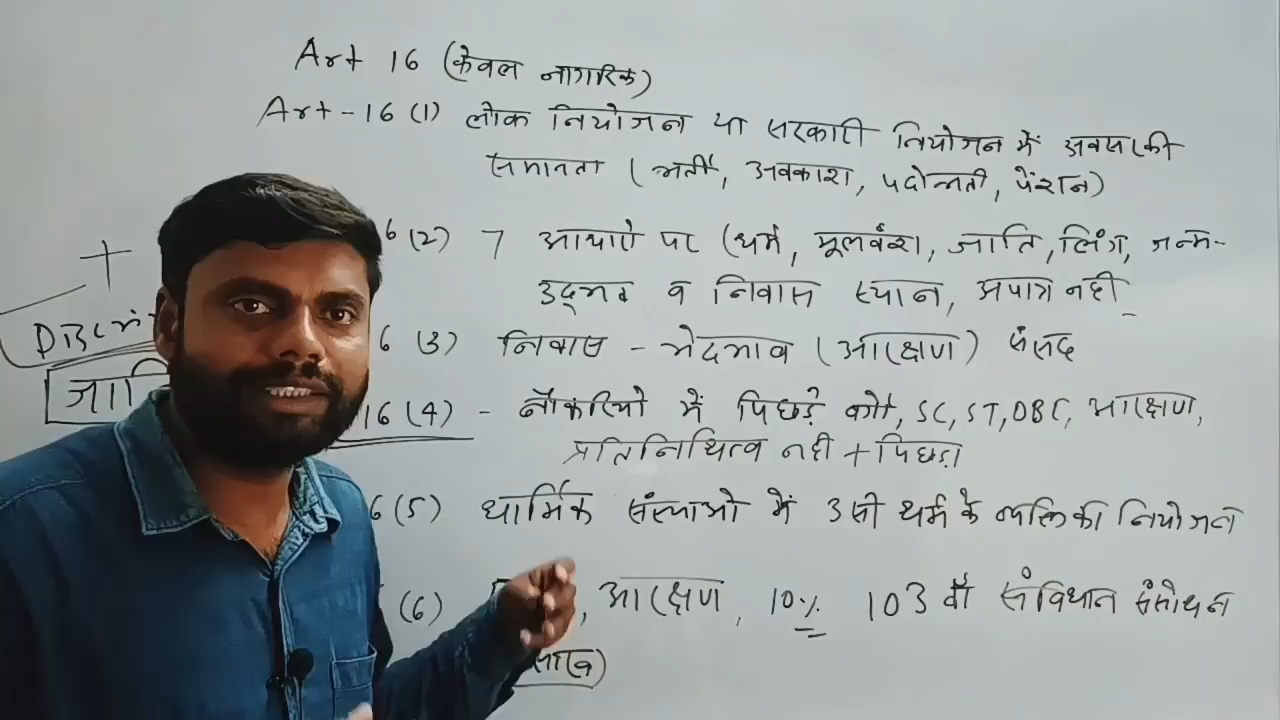 Art 16 (केवल नागरिक)
Art-16 (1) लोक नियोजन या सरकारी नियोजन में अवसर की
समानता (भर्ती, अवकाश, पदोन्नती, पेंशन)
6 (2) 7 आधारो पर (धर्म, मूलवंश, जाति, लिंग, जन्म-
उद्भव व निवास स्थान, अपात्र नही
6 (3) निवास - भेदभाव (आरक्षण) संसद
16 (4) - नौकरियो में पिछड़े वर्गो, SC, ST, OBC, आरक्षण,
प्रतिनिधित्व नही + पिछड़ा
6 (5) धार्मिक संस्थाओ में उसी धर्म के व्यक्ति की नियोजन
(6) आरक्षण, 10% 103 वाँ संविधान संसोधन
+
जाति